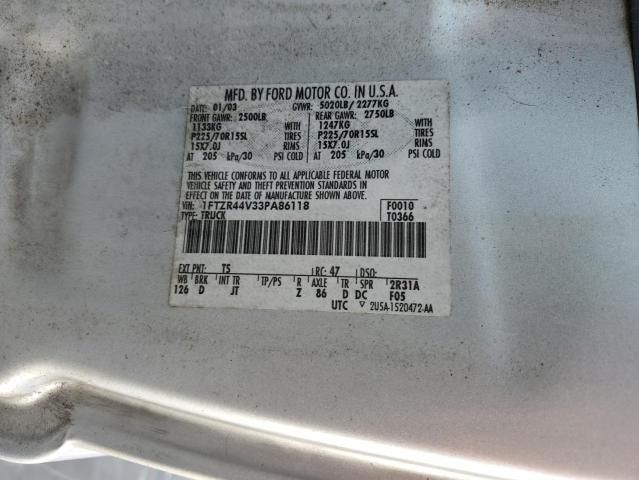 MFD. BY FORD MOTOR CO. IN U.S.A.
DATE: 01/03 GVWR: 5020LB/ 2277KG
FRONT GAWR: 2500LB REAR GAWR: 2750LB
1133KG WITH 1247KG WITH
P225/70R15SL TIRES P225/70R15SL TIRES
15X7.0J RIMS 15X7.0J RIMS
AT 205 kPa/30 PSI COLD AT 205 kPa/30 PSI COLD
THIS VEHICLE CONFORMS TO ALL APPLICABLE FEDERAL MOTOR
VEHICLE SAFETY AND THEFT PREVENTION STANDARDS IN
EFFECT ON THE DATE OF MANUFACTURE SHOWN ABOVE.
VIN: 1FTZR44V33PA86118 F0010
TYPE: TRUCK T0366
EXT PNT: TS RC: 47 DSO:
WB BRK INT TR TP/PS R AXLE TR SPR 2R31A
126 D JT Z 86 D DC F05
UTC ▽ 2U5A-1520472-AA